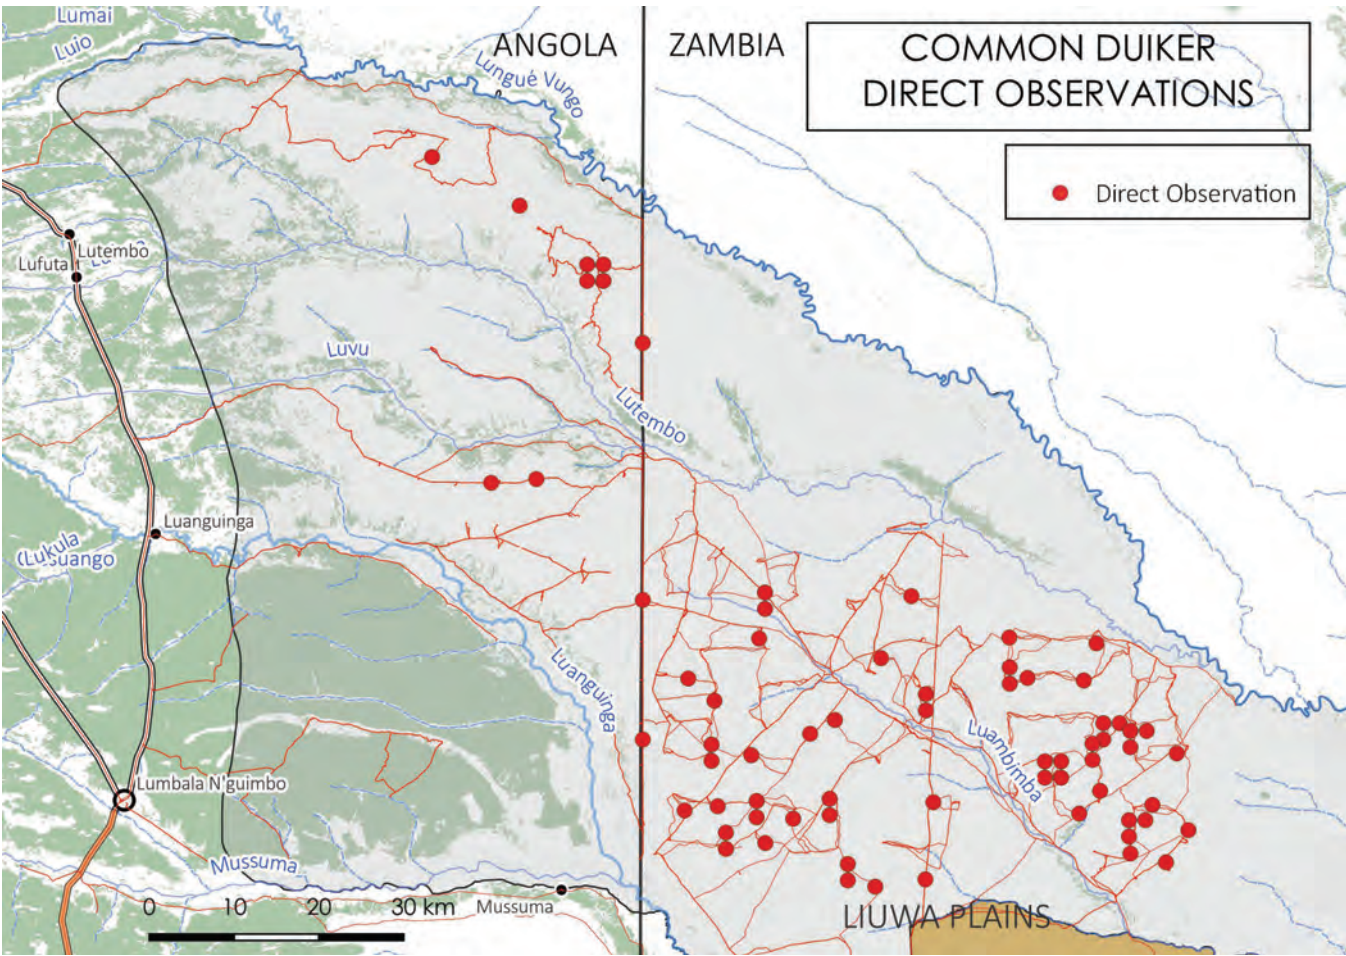 Lumai
Luio
ANGOLA
ZAMBIA
COMMON DUIKER
DIRECT OBSERVATIONS
Lungué Vungo
Direct Observation
Lutembo
Lufuta
Luvu
Lutembo
Luanguinga
Lukula
Luanguinga
Luambimba
Lumbala N'guimbo
Mussuma
0 10 20 30 km
Mussuma
LIUWA PLAINS